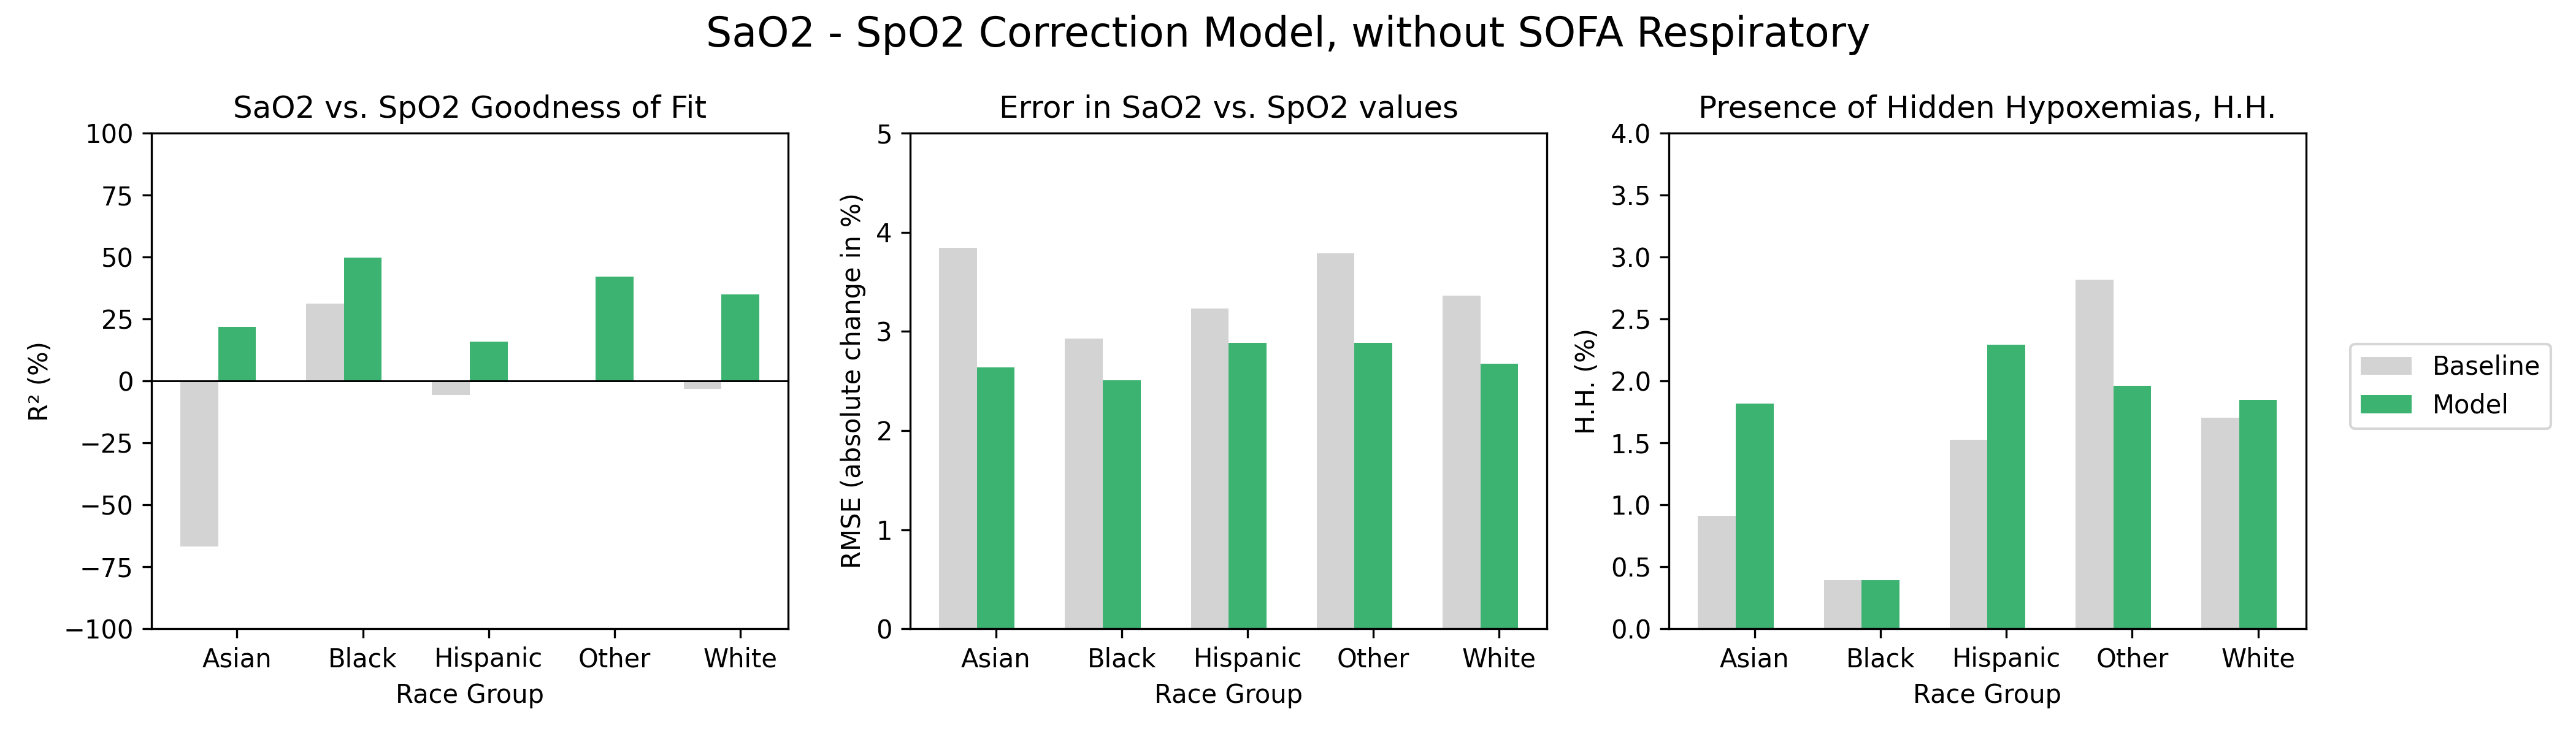 SaO2 - SpO2 Correction Model, without SOFA Respiratory
SaO2 vs. SpO2 Goodness of Fit
100
75
50
25
0
−25
−50
−75
−100
R² (%)
Asian Black Hispanic Other White
Race Group
Error in SaO2 vs. SpO2 values
5
4
3
2
1
0
RMSE (absolute change in %)
Asian Black Hispanic Other White
Race Group
Presence of Hidden Hypoxemias, H.H.
4.0
3.5
3.0
2.5
2.0
1.5
1.0
0.5
0.0
H.H. (%)
Asian Black Hispanic Other White
Race Group
Baseline
Model